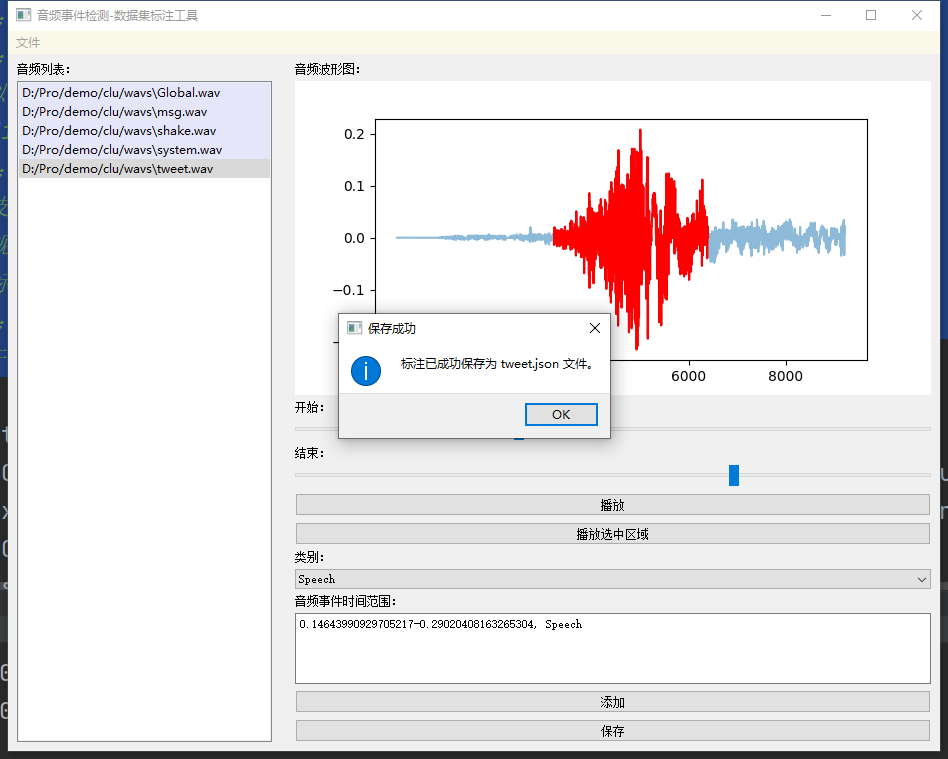 音频事件检测-数据集标注工具
文件
音频列表:
D:/Pro/demo/clu/wavs\Global.wav
D:/Pro/demo/clu/wavs\msg.wav
D:/Pro/demo/clu/wavs\shake.wav
D:/Pro/demo/clu/wavs\system.wav
D:/Pro/demo/clu/wavs\tweet.wav
音频波形图:
0.2
0.1
0.0
−0.1
6000
8000
保存成功
标注已成功保存为 tweet.json 文件。
OK
开始:
结束:
播放
播放选中区域
类别:
Speech
音频事件时间范围:
0.14643990929705217-0.29020408163265304, Speech
添加
保存